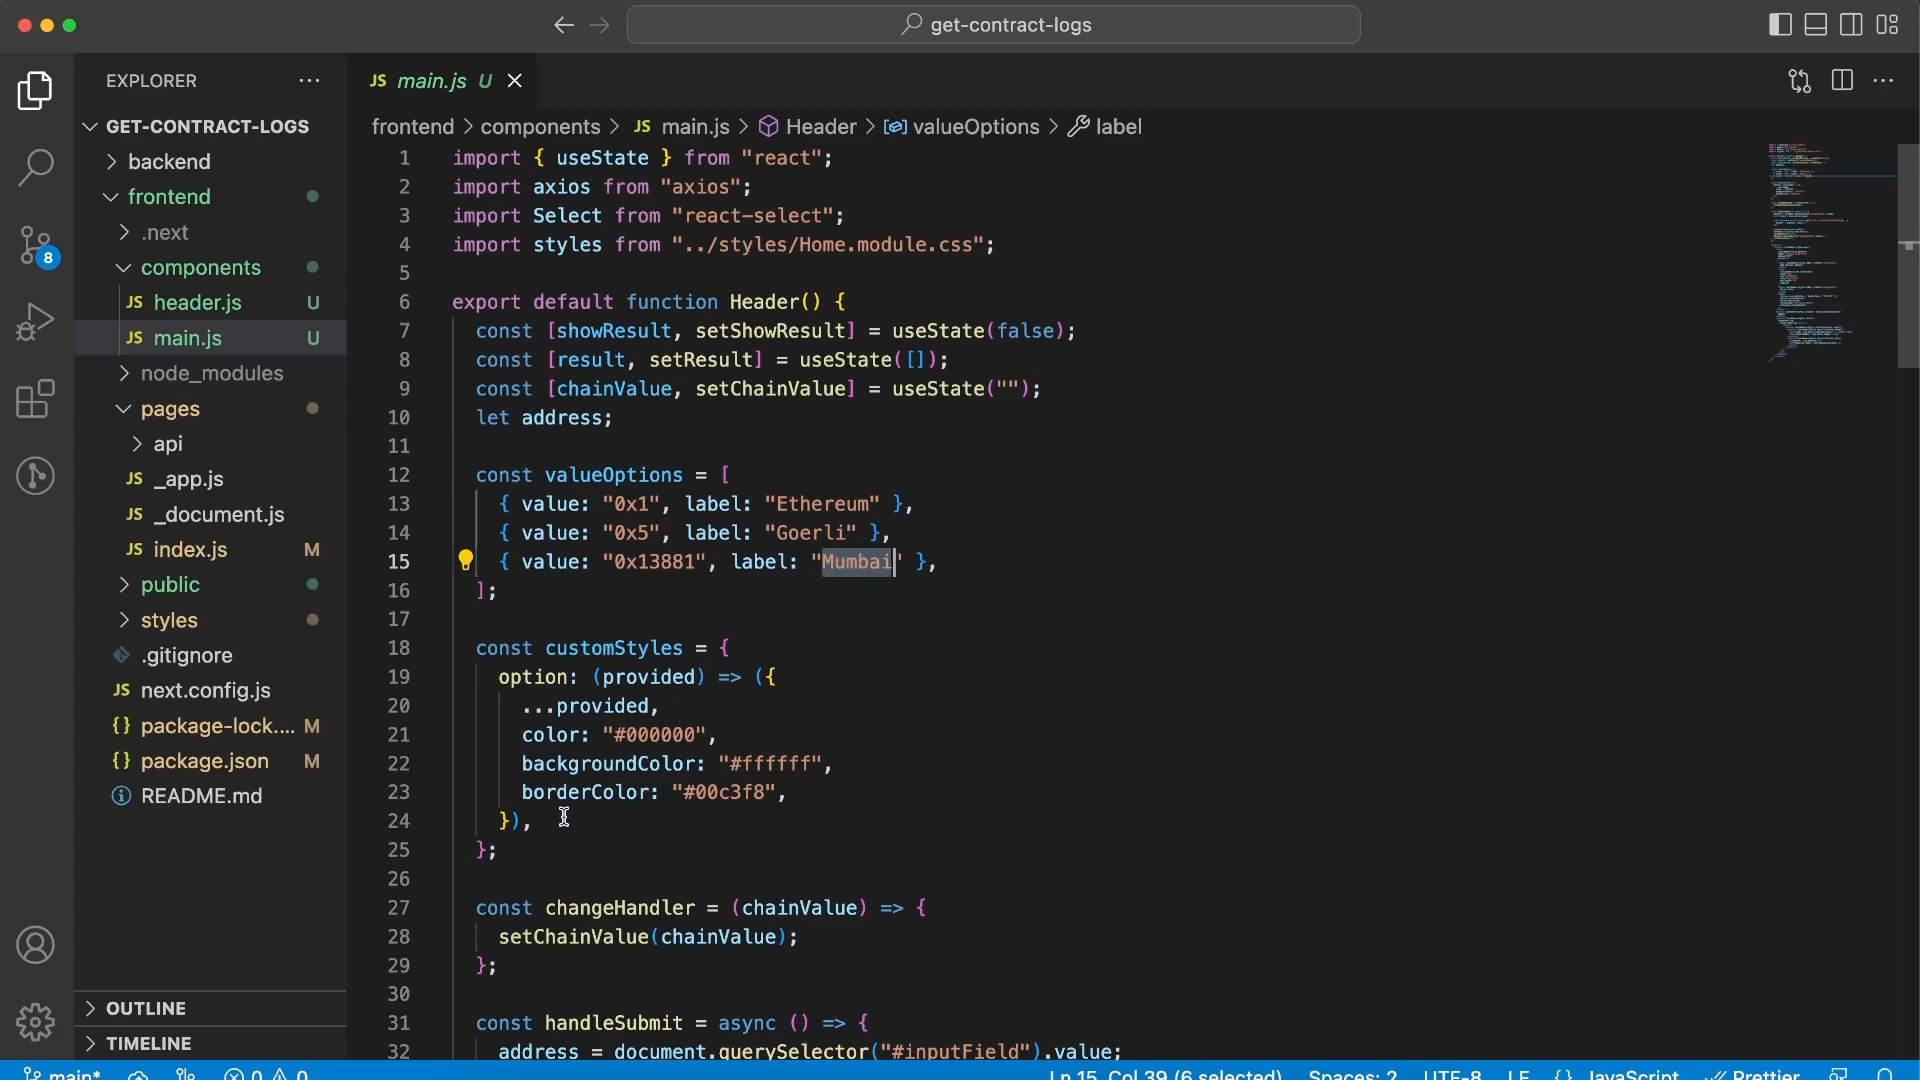 get-contract-logs
EXPLORER
GET-CONTRACT-LOGS
backend
frontend
.next
components
JS header.js U
JS main.js U
node_modules
pages
api
JS _app.js
JS _document.js
JS index.js M
public
styles
.gitignore
JS next.config.js
{} package-lock.... M
{} package.json M
README.md
OUTLINE
TIMELINE
8
JS main.js U
frontend > components > JS main.js > Header > valueOptions > label
1 import { useState } from "react";
2 import axios from "axios";
3 import Select from "react-select";
4 import styles from "../styles/Home.module.css";
5
6 export default function Header() {
7 const [showResult, setShowResult] = useState(false);
8 const [result, setResult] = useState([]);
9 const [chainValue, setChainValue] = useState("");
10 let address;
11
12 const valueOptions = [
13 { value: "0x1", label: "Ethereum" },
14 { value: "0x5", label: "Goerli" },
15 { value: "0x13881", label: "Mumbai" },
16 ];
17
18 const customStyles = {
19 option: (provided) => ({
20 ...provided,
21 color: "#000000",
22 backgroundColor: "#ffffff",
23 borderColor: "#00c3f8",
24 }),
25 };
26
27 const changeHandler = (chainValue) => {
28 setChainValue(chainValue);
29 };
30
31 const handleSubmit = async () => {
32 address = document.querySelector("#inputField").value;
main* 0 0 Ln 15, Col 39 (6 selected) Spaces: 2 UTF-8 LF {} JavaScript Prettier